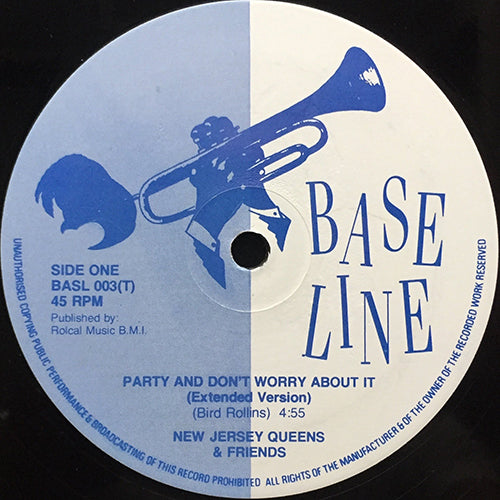 BASE
LINE
SIDE ONE
BASL 003(T)
45 RPM
Published by:
Rolcal Music B.M.I.
PARTY AND DON'T WORRY ABOUT IT
(Extended Version)
(Bird Rollins) 4:55
NEW JERSEY QUEENS
& FRIENDS
UNAUTHORISED COPYING PUBLIC PERFORMANCE & BROADCASTING OF THIS RECORD PROHIBITED ALL RIGHTS OF THE MANUFACTURER & OF THE OWNER OF THE RECORDED WORK RESERVED